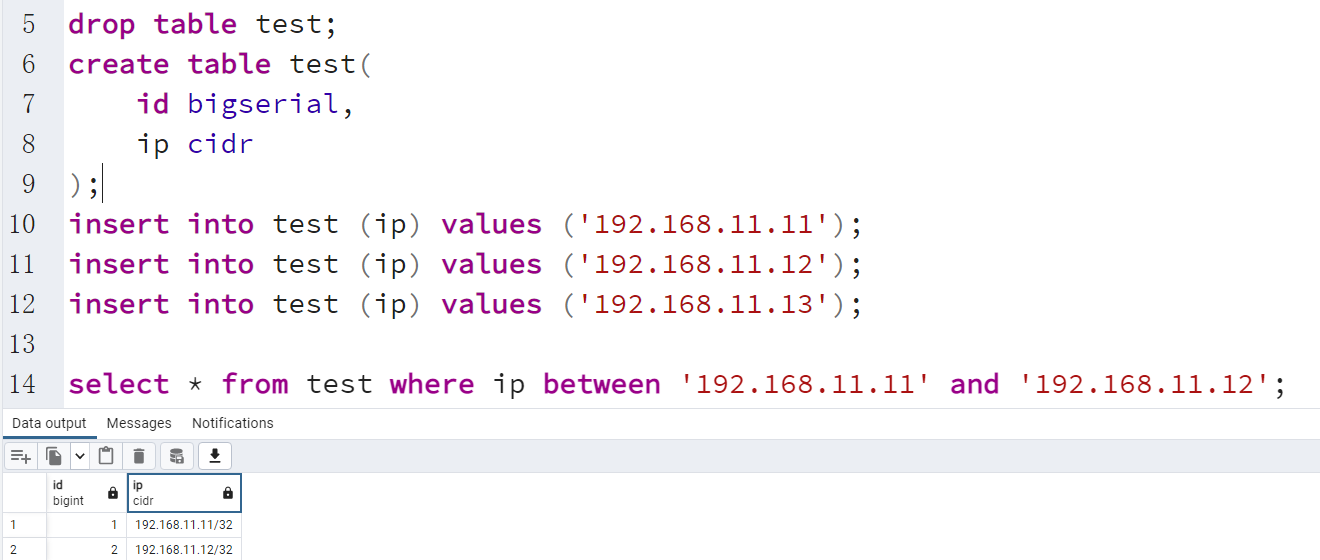 5 drop table test;
6 create table test(
7     id bigserial,
8     ip cidr
9 );
10 insert into test (ip) values ('192.168.11.11');
11 insert into test (ip) values ('192.168.11.12');
12 insert into test (ip) values ('192.168.11.13');
13
14 select * from test where ip between '192.168.11.11' and '192.168.11.12';
Data output Messages Notifications
id ip
bigint cidr
1 1 192.168.11.11/32
2 2 192.168.11.12/32